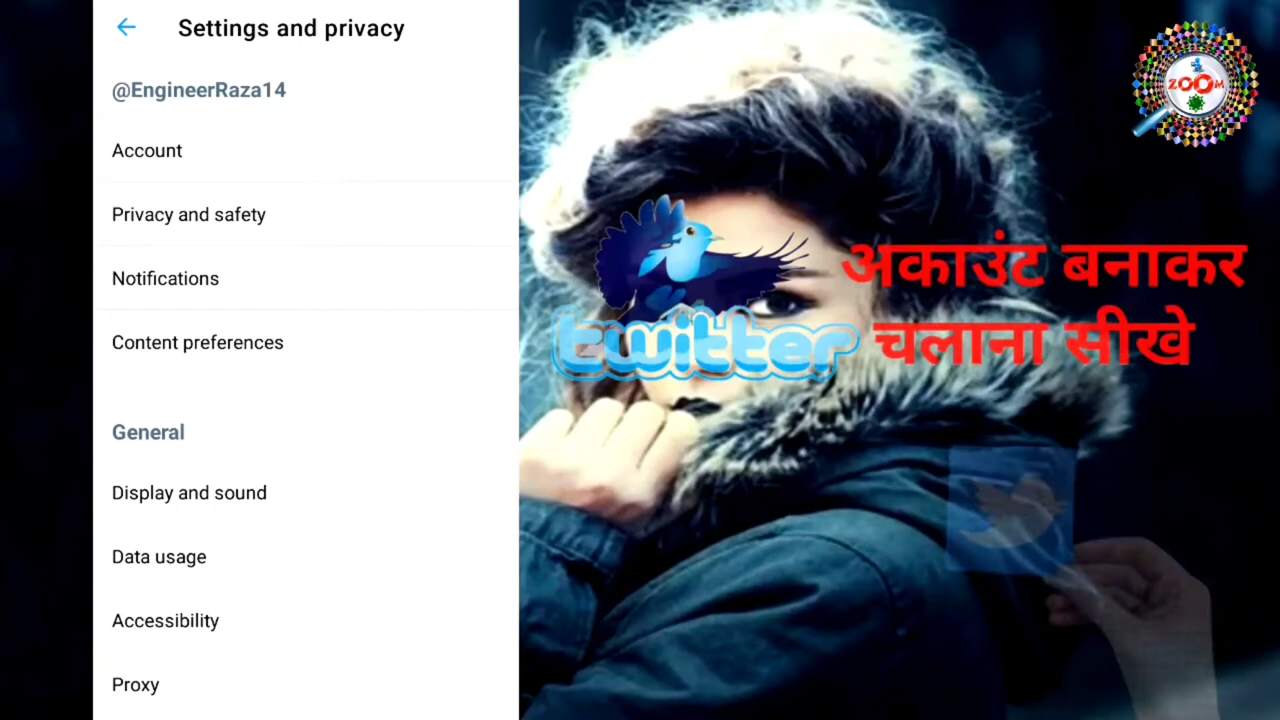 Settings and privacy
@EngineerRaza14
Account
Privacy and safety
Notifications
Content preferences
General
Display and sound
Data usage
Accessibility
Proxy
ZOOM
twitter
अकाउंट बनाकर
चलाना सीखे